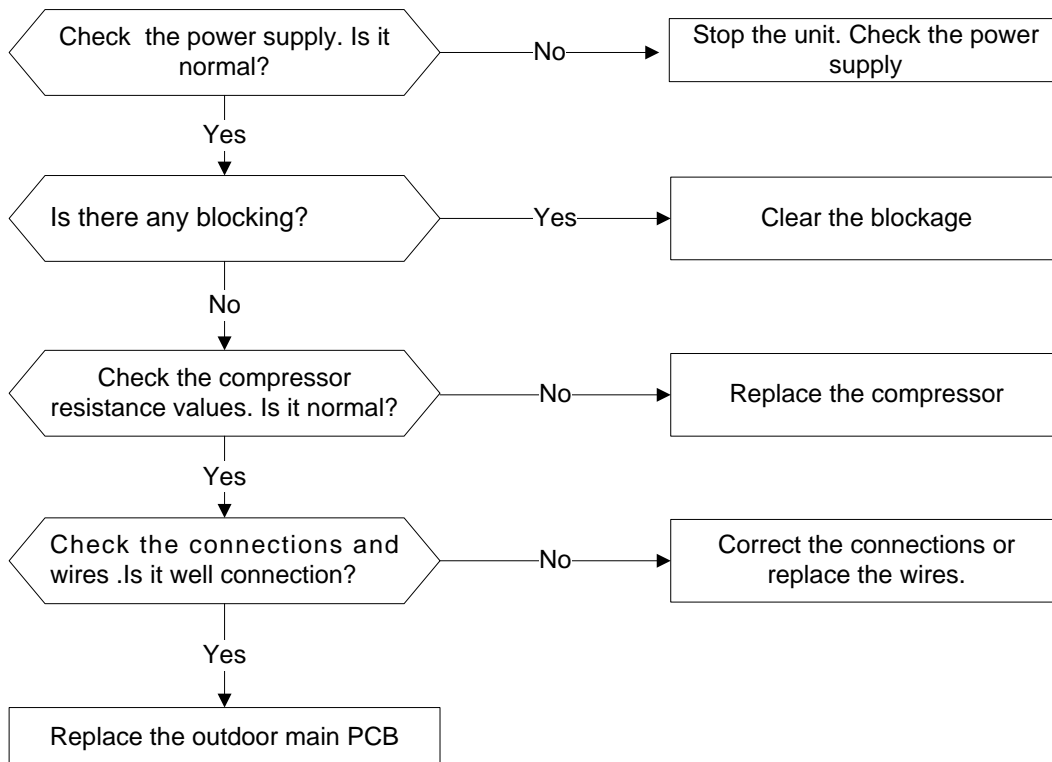 Check the power supply. Is it
normal?
No
Stop the unit. Check the power
supply
Yes
Is there any blocking?
Yes
Clear the blockage
No
Check the compressor
resistance values. Is it normal?
No
Replace the compressor
Yes
Check the connections and
wires .Is it well connection?
No
Correct the connections or
replace the wires.
Yes
Replace the outdoor main PCB